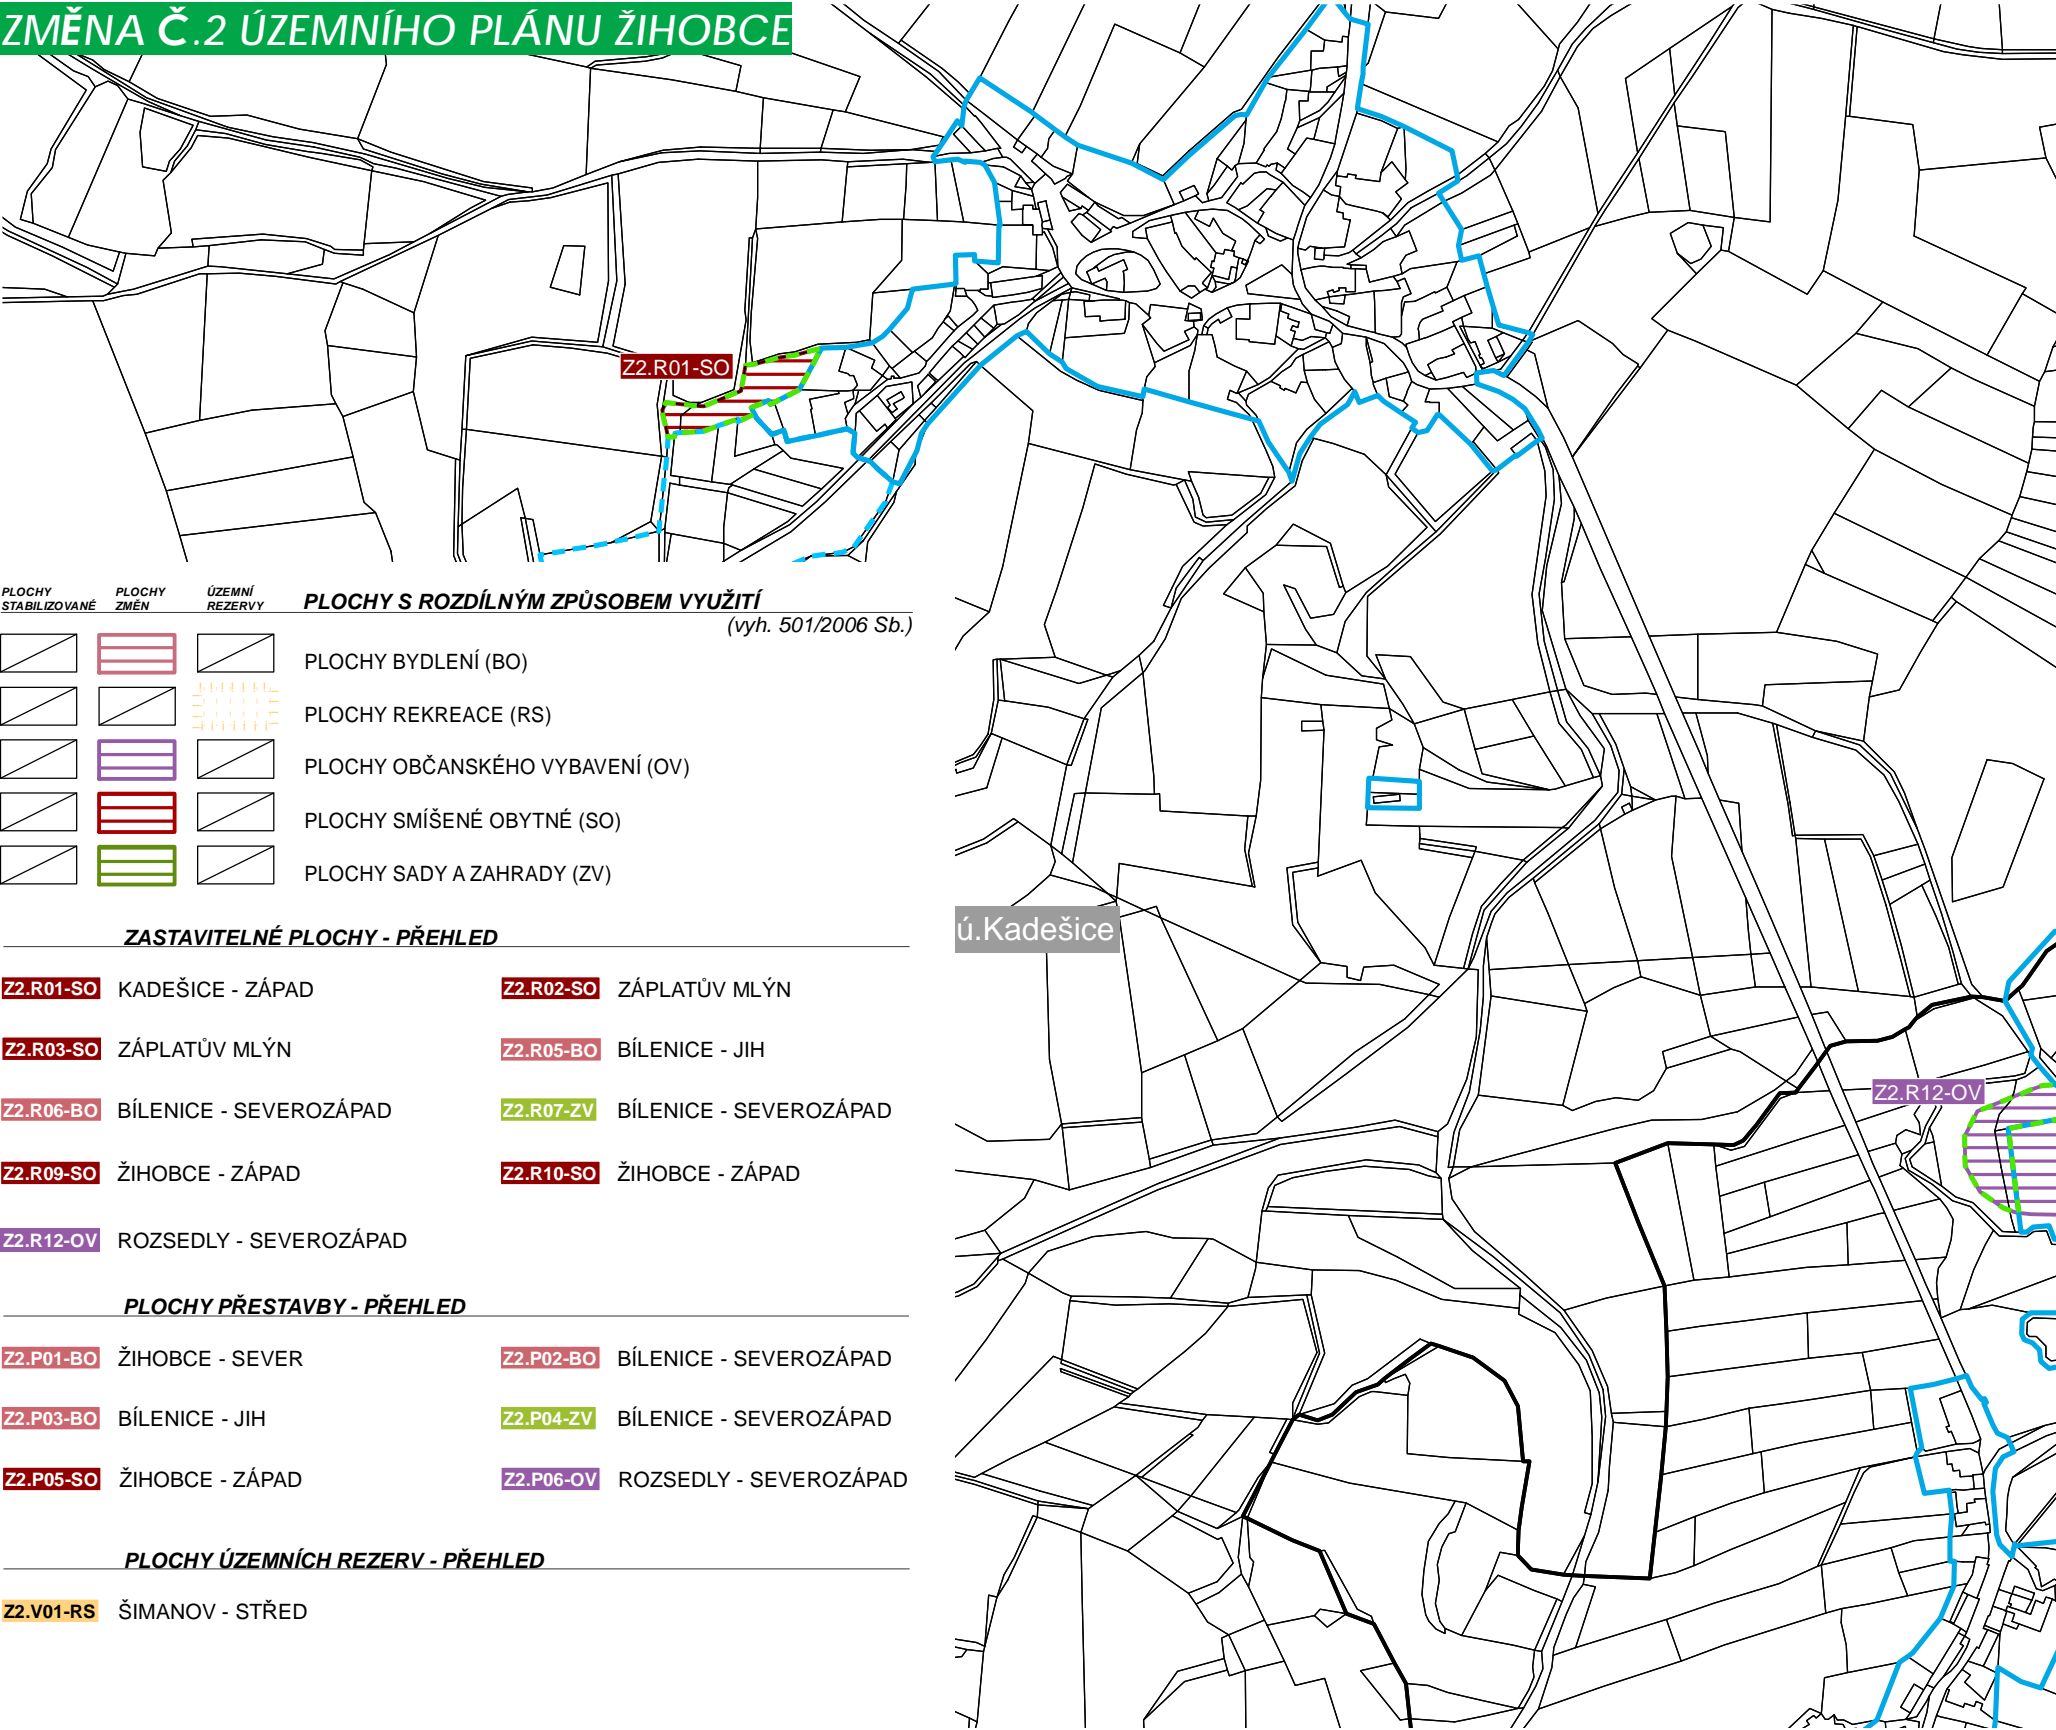 ZMĚNA Č.2 ÚZEMNÍHO PLÁNU ŽIHOBCE
Z2.R01-SO
PLOCHY STABILIZOVANÉ
PLOCHY ZMĚN
ÚZEMNÍ REZERVY
PLOCHY S ROZDÍLNÝM ZPŮSOBEM VYUŽITÍ
(vyh. 501/2006 Sb.)
PLOCHY BYDLENÍ (BO)
PLOCHY REKREACE (RS)
PLOCHY OBČANSKÉHO VYBAVENÍ (OV)
PLOCHY SMÍŠENÉ OBYTNÉ (SO)
PLOCHY SADY A ZAHRADY (ZV)
ZASTAVITELNÉ PLOCHY - PŘEHLED
Z2.R01-SO KADEŠICE - ZÁPAD
Z2.R02-SO ZÁPLATŮV MLÝN
Z2.R03-SO ZÁPLATŮV MLÝN
Z2.R05-BO BÍLENICE - JIH
Z2.R06-BO BÍLENICE - SEVEROZÁPAD
Z2.R07-ZV BÍLENICE - SEVEROZÁPAD
Z2.R09-SO ŽIHOBCE - ZÁPAD
Z2.R10-SO ŽIHOBCE - ZÁPAD
Z2.R12-OV ROZSEDLY - SEVEROZÁPAD
PLOCHY PŘESTAVBY - PŘEHLED
Z2.P01-BO ŽIHOBCE - SEVER
Z2.P02-BO BÍLENICE - SEVEROZÁPAD
Z2.P03-BO BÍLENICE - JIH
Z2.P04-ZV BÍLENICE - SEVEROZÁPAD
Z2.P05-SO ŽIHOBCE - ZÁPAD
Z2.P06-OV ROZSEDLY - SEVEROZÁPAD
PLOCHY ÚZEMNÍCH REZERV - PŘEHLED
Z2.V01-RS ŠIMANOV - STŘED
ú.Kadešice
Z2.R12-OV